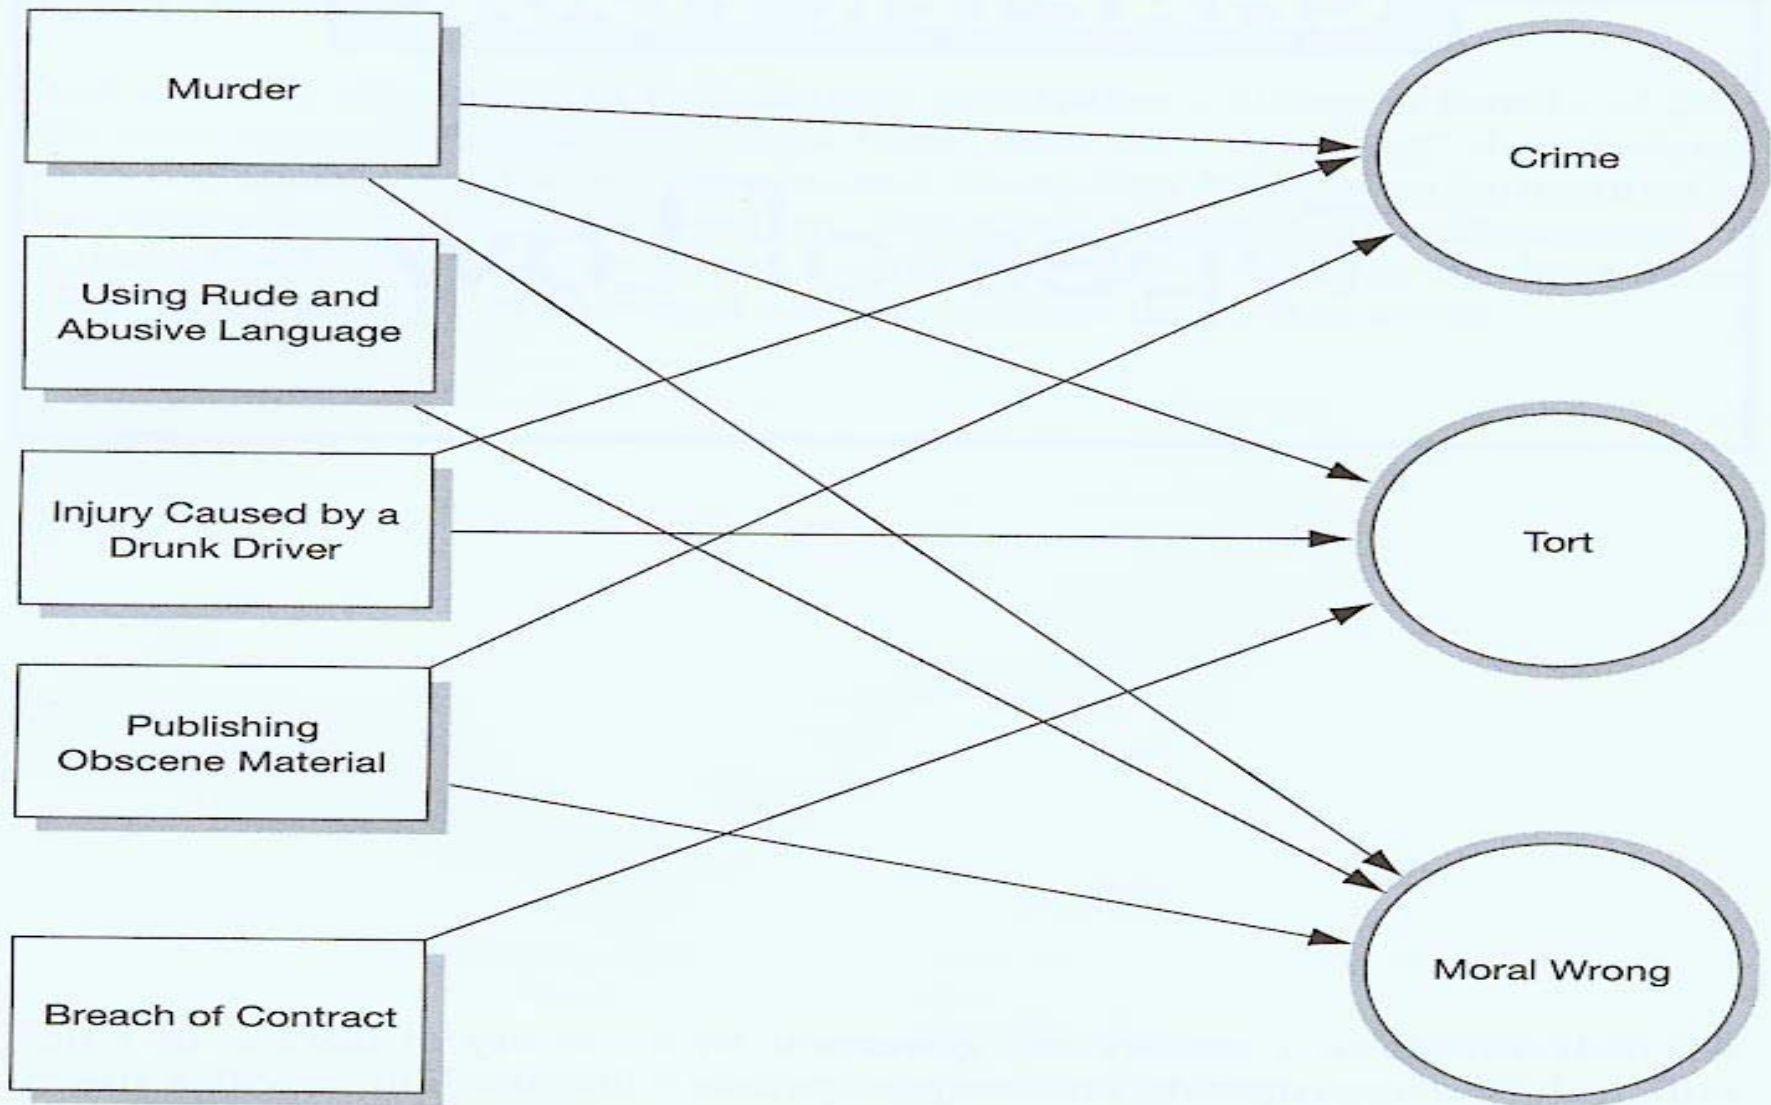 Murder
Crime
Using Rude and
Abusive Language
Injury Caused by a
Drunk Driver
Tort
Publishing
Obscene Material
Moral Wrong
Breach of Contract